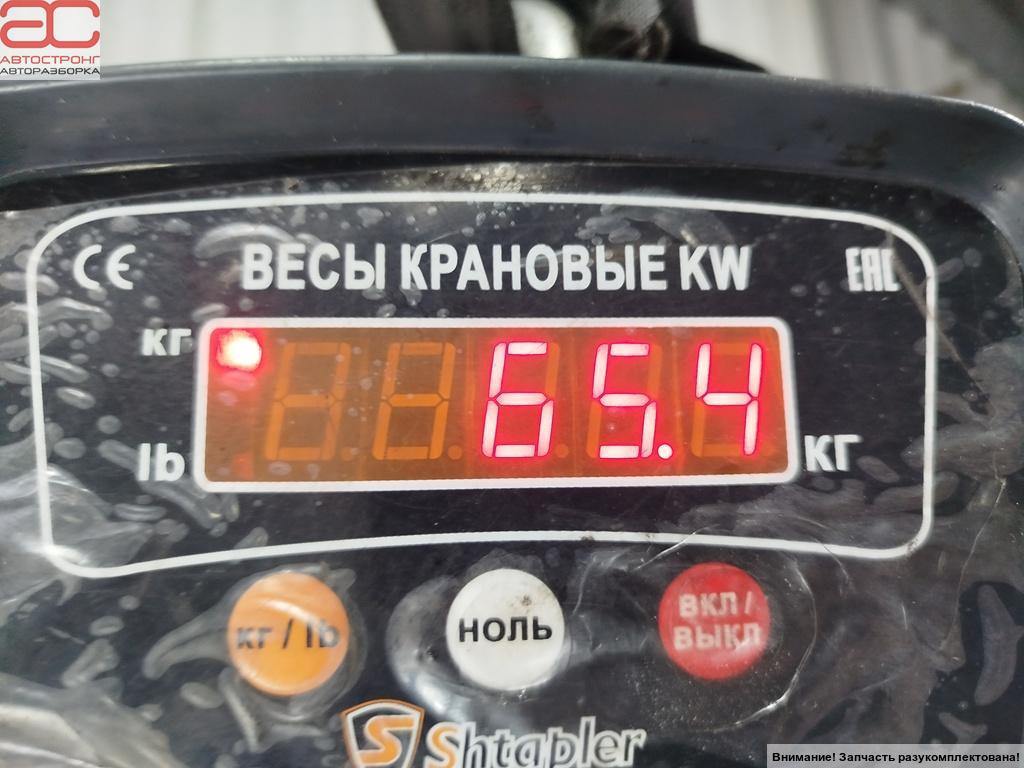 АС
АВТОСТРОНГ
АВТОРАЗБОРКА
CE ВЕСЫ КРАНОВЫЕ KW EAC
кг
65.4
lb КГ
кг / lb НОЛЬ ВКЛ / ВЫКЛ
S Shtapler
Внимание! Запчасть разукомплектована!